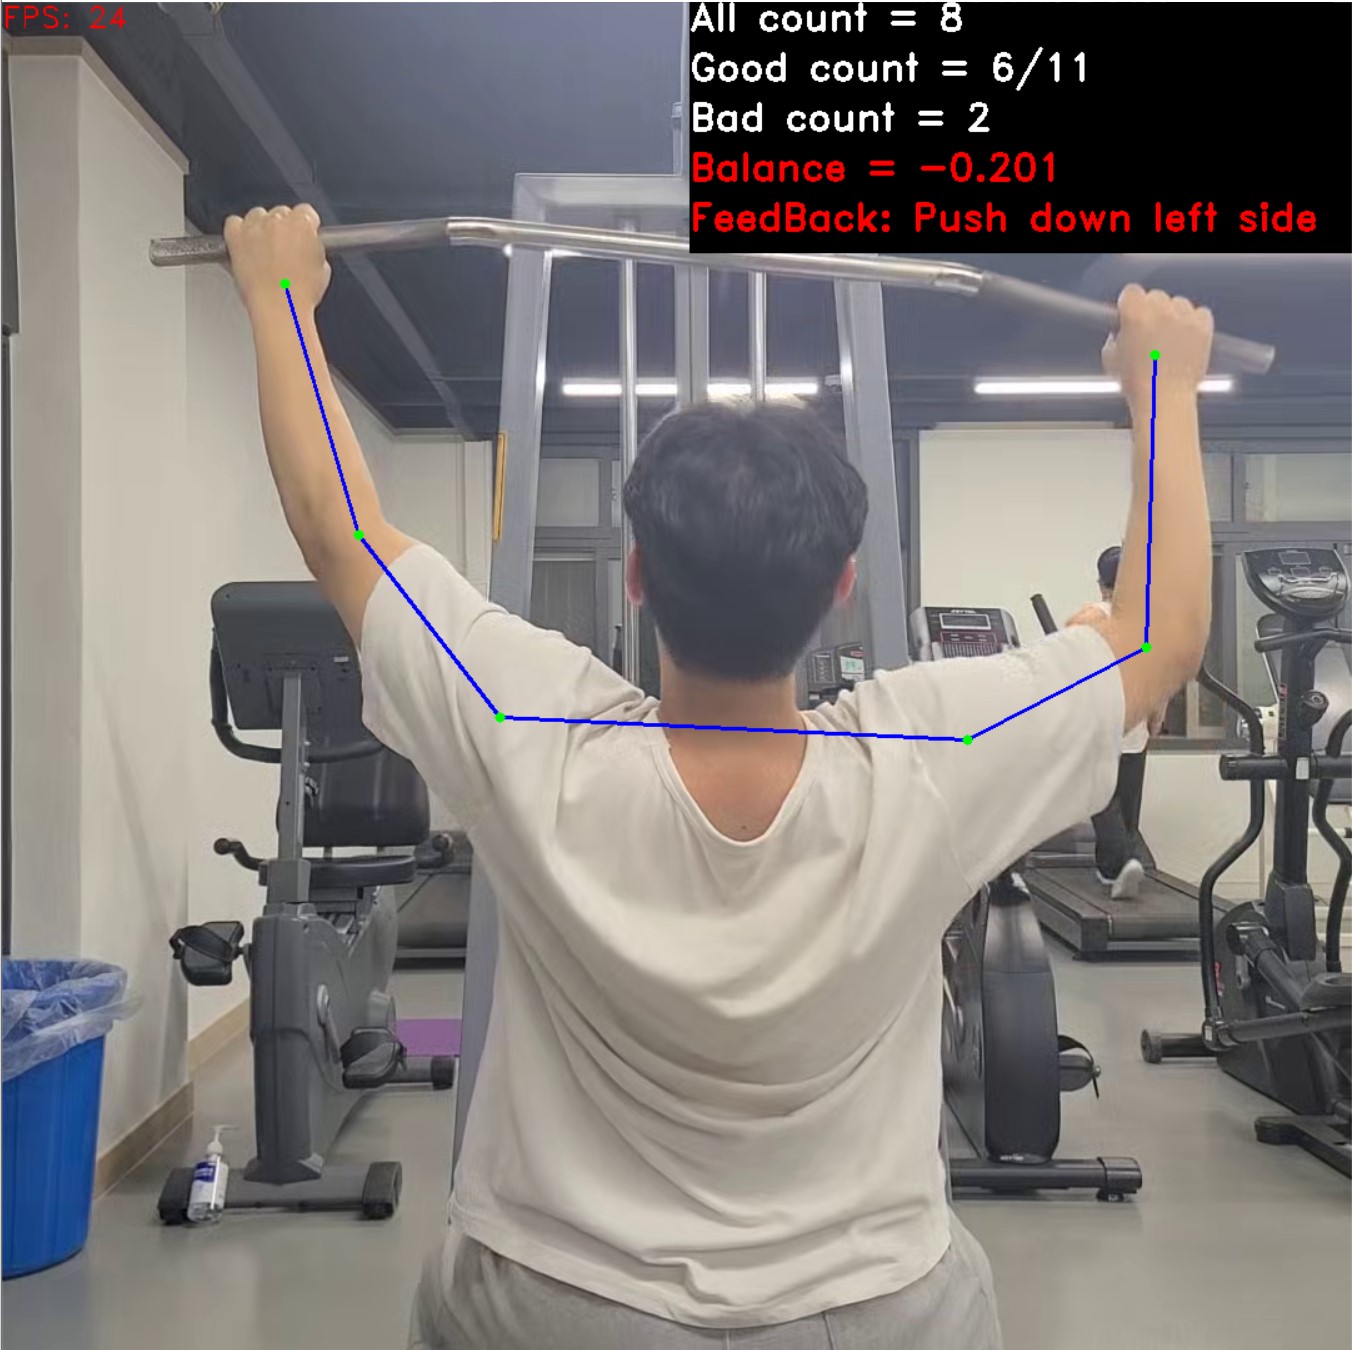 FPS: 24
All count = 8
Good count = 6/11
Bad count = 2
Balance = -0.201
FeedBack: Push down left side